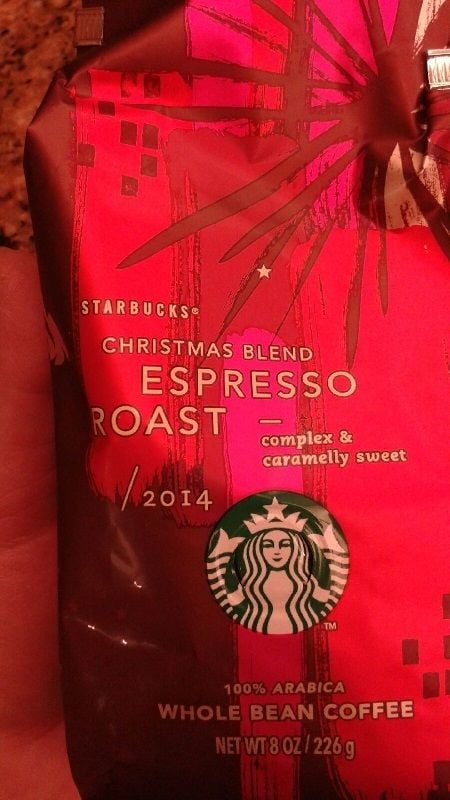 STARBUCKS®
CHRISTMAS BLEND
ESPRESSO
ROAST —
complex &
caramelly sweet
/2014
TM
100% ARABICA
WHOLE BEAN COFFEE
NET WT 8 OZ / 226 g